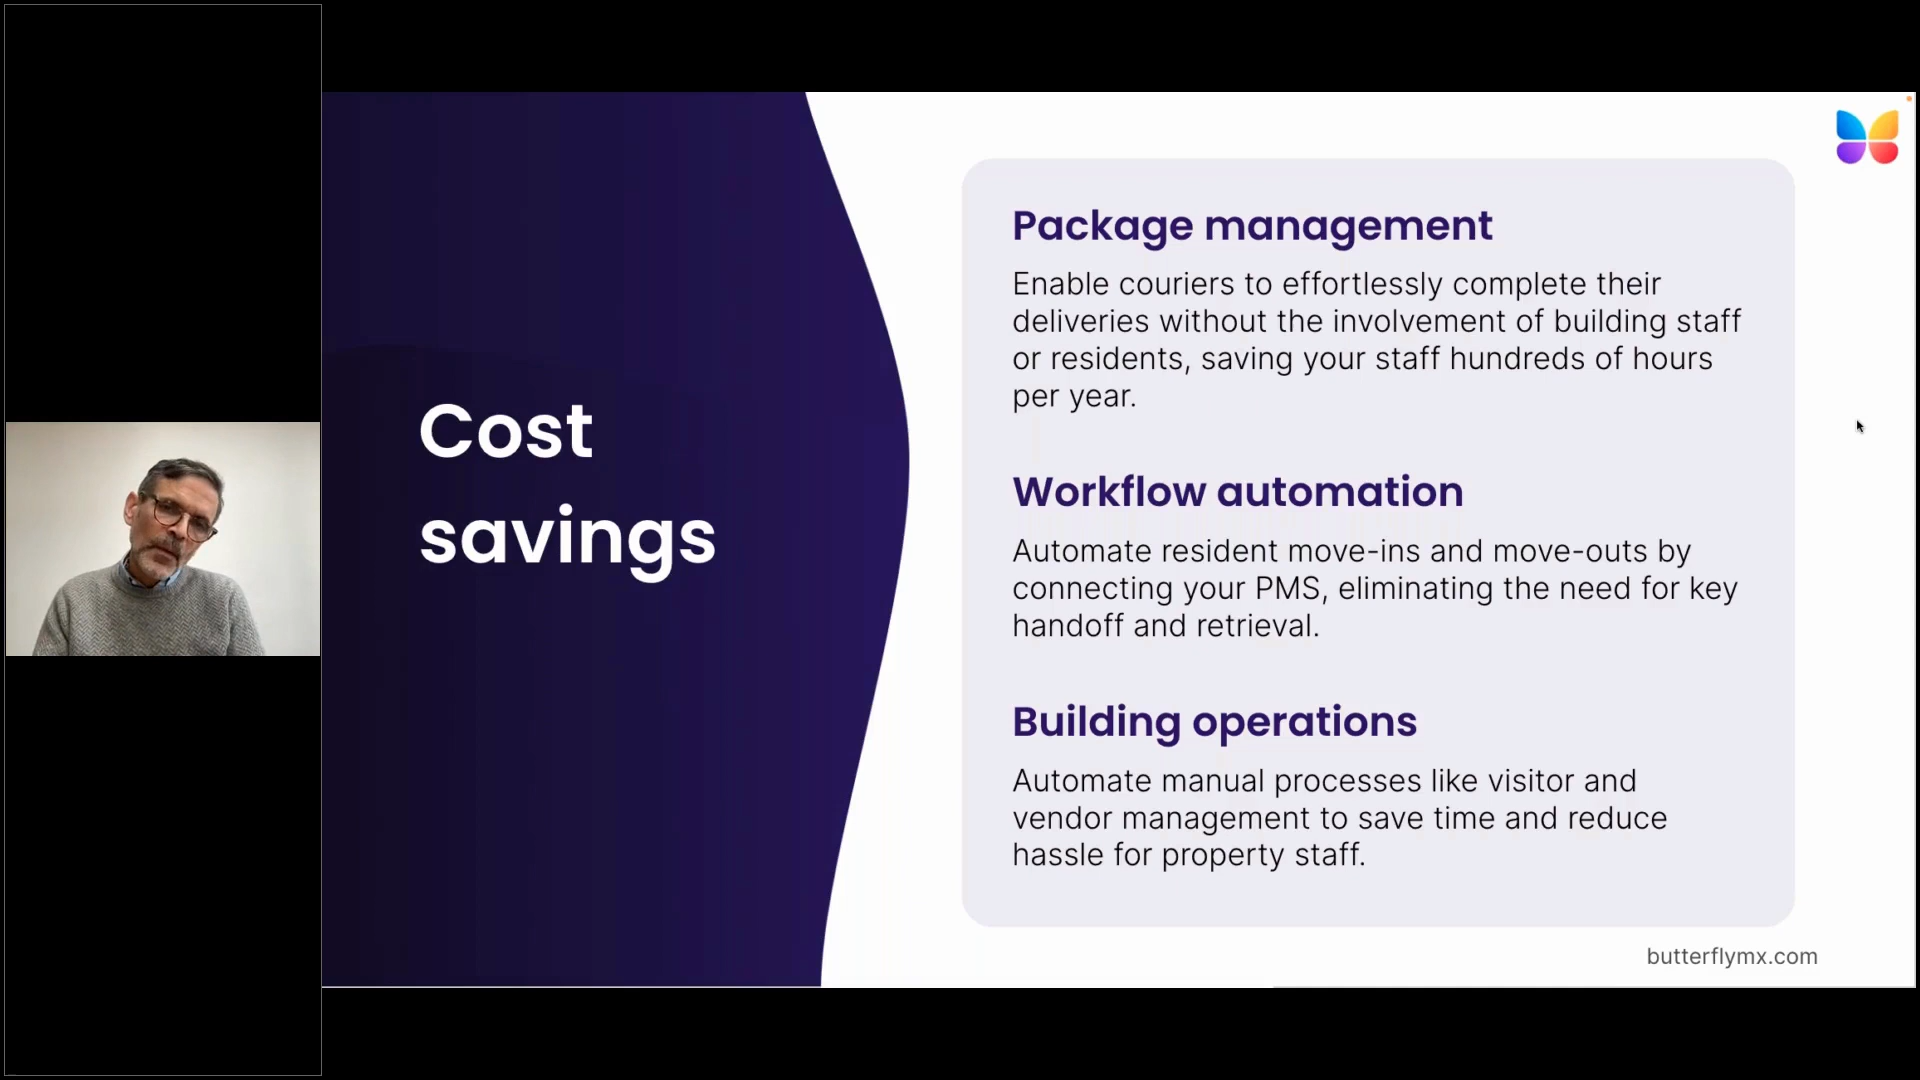 Cost
savings
Package management
Enable couriers to effortlessly complete their
deliveries without the involvement of building staff
or residents, saving your staff hundreds of hours
per year.
Workflow automation
Automate resident move-ins and move-outs by
connecting your PMS, eliminating the need for key
handoff and retrieval.
Building operations
Automate manual processes like visitor and
vendor management to save time and reduce
hassle for property staff.
butterflymx.com